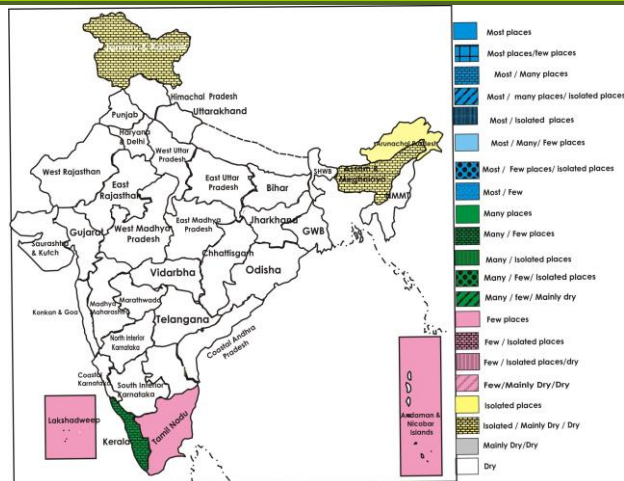 Jammu & Kashmir
Himachal Pradesh
Uttarakhand
Punjab
Haryana
& Delhi
West Uttar
Pradesh
West Rajasthan
East
Rajasthan
East Uttar
Pradesh
Bihar
SHWB
Arunachal Pradesh
Assam &
Meghalaya
NMMT
Gujarat
Saurashtra
& Kutch
West Madhya
Pradesh
East Madhya
Pradesh
Jharkhand
GWB
Chhattisgarh
Odisha
Vidarbha
Konkan & Goa
Madhya
Maharashtra
Marathwada
Telangana
North Interior
Karnataka
Coastal Andhra
Pradesh
Coastal
Karnataka
South Interior
Karnataka
Lakshadweep
Kerala
Tamil Nadu
Andaman &
Nicobar
Islands
Most places
Most places/few places
Most / Many places
Most / many places/ isolated places
Most / Isolated places
Most / Many/ Few places
Most / Few places/ isolated places
Most / Few
Many places
Many / Few places
Many / Isolated places
Many / Few/ Isolated places
Many / few/ Mainly dry
Few places
Few / Isolated places
Few / Isolated places/dry
Few/Mainly Dry/Dry
Isolated places
Isolated / Mainly Dry / Dry
Mainly Dry/Dry
Dry